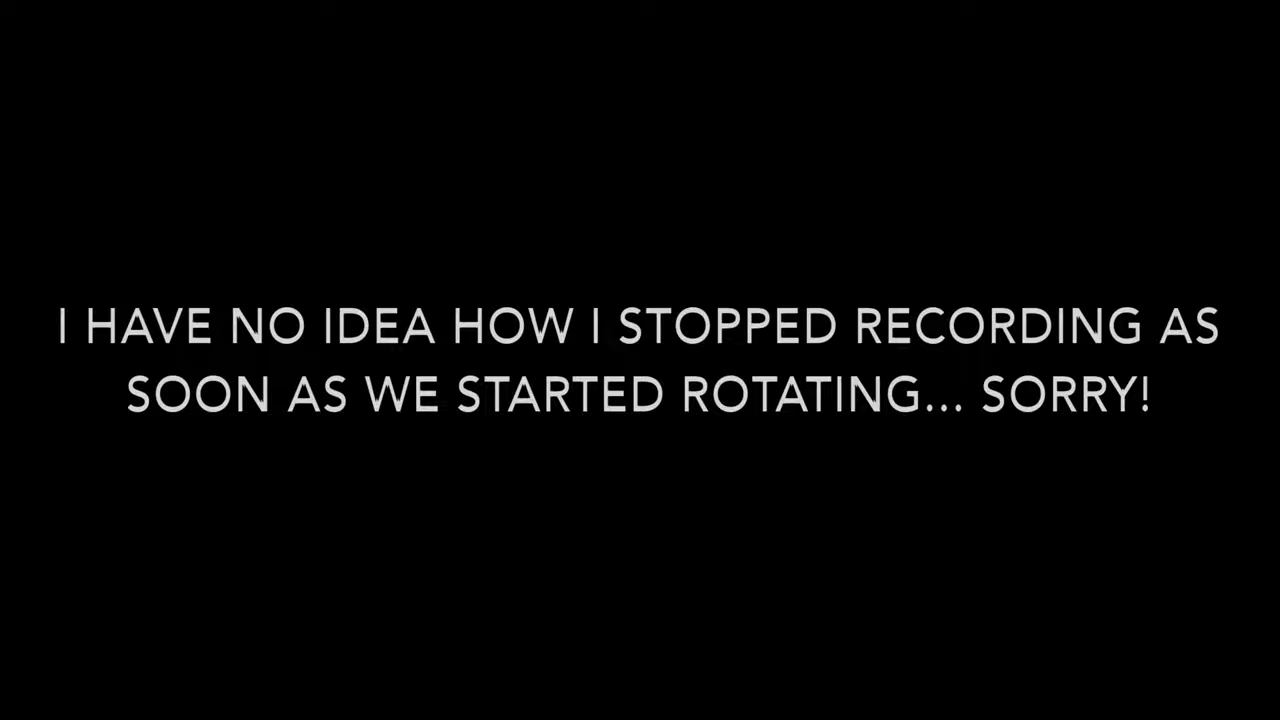 I HAVE NO IDEA HOW I STOPPED RECORDING AS
SOON AS WE STARTED ROTATING... SORRY!